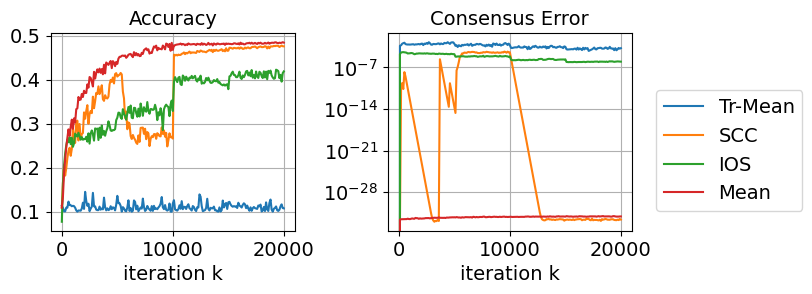 Accuracy
0.5
0.4
0.3
0.2
0.1
0
10000
20000
iteration k
Consensus Error
10⁻⁷
10⁻¹⁴
10⁻²¹
10⁻²⁸
0
10000
20000
iteration k
Tr-Mean
SCC
IOS
Mean